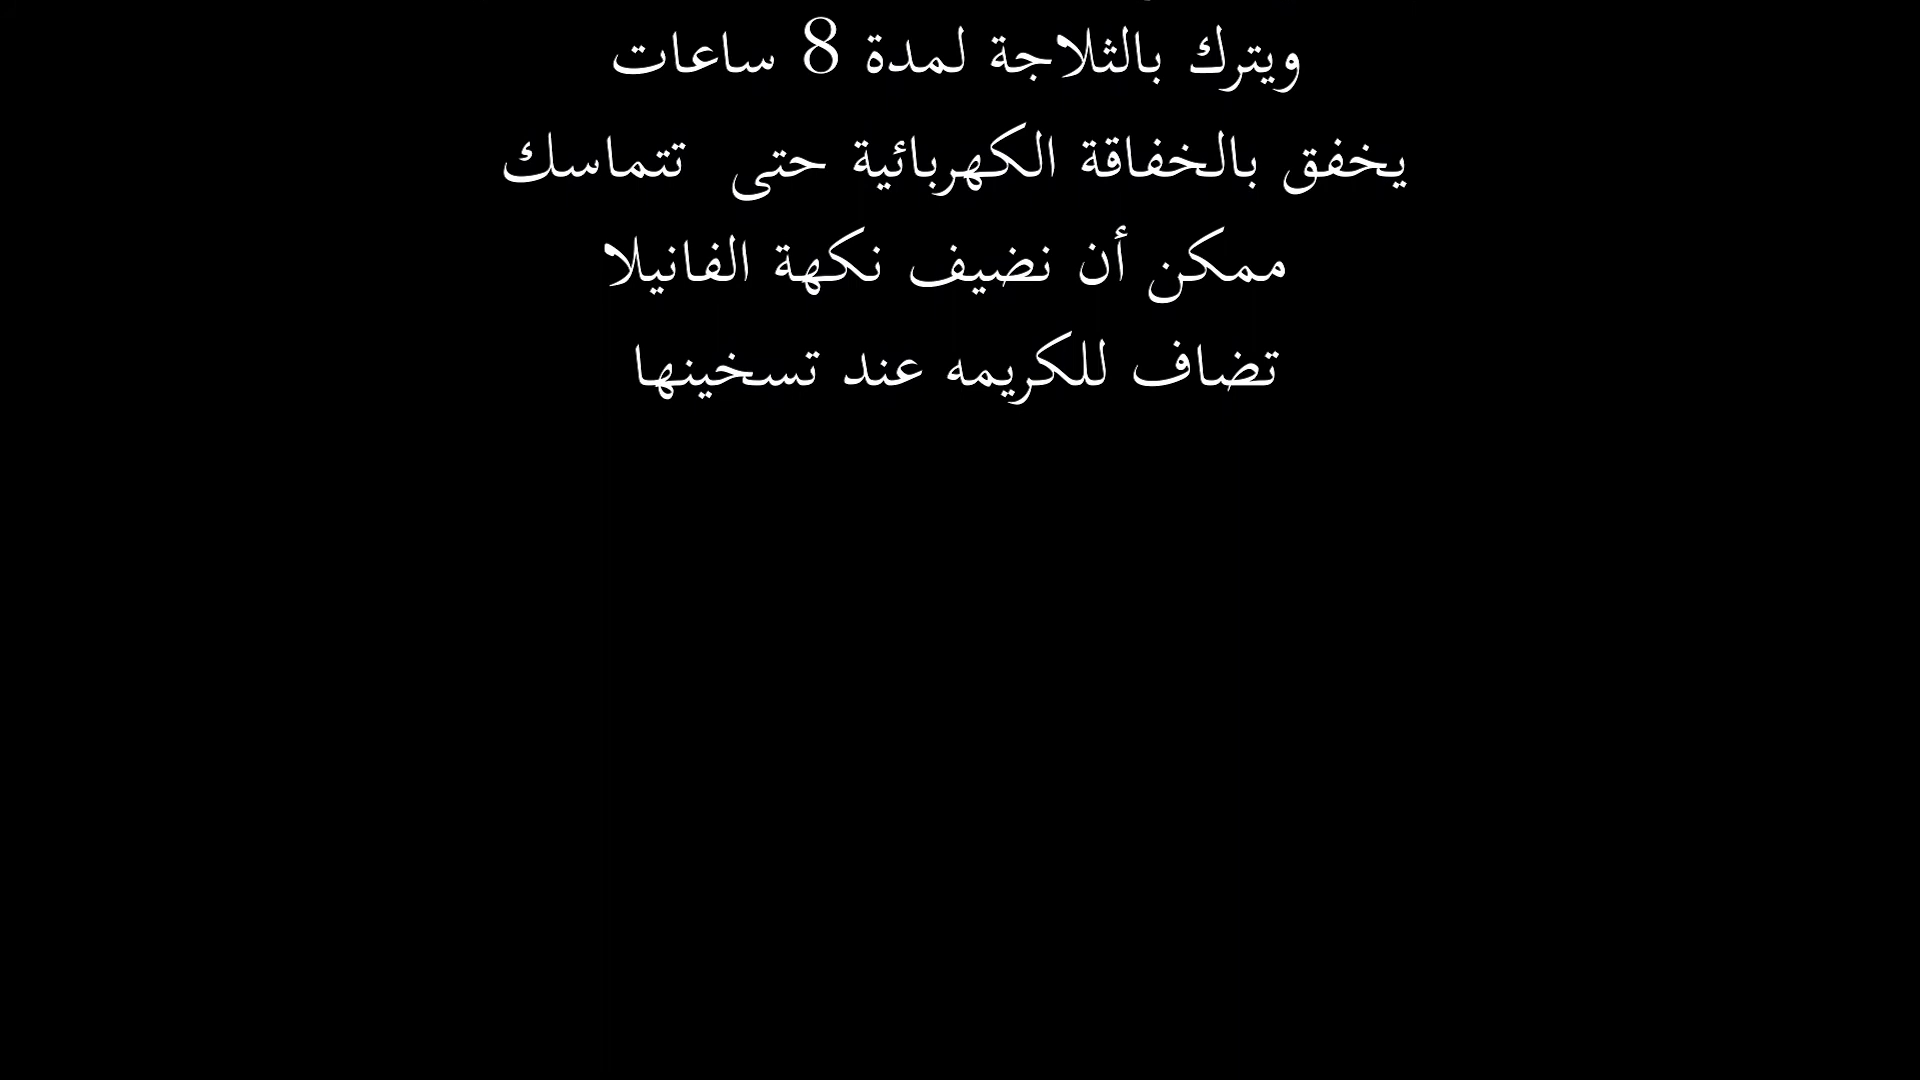 ويترك بالثلاجة لمدة 8 ساعات
يخفق بالخفاقة الكهربائية حتى تتماسك
ممكن أن نضيف نكهة الفانيلا
تضاف للكريمه عند تسخينها